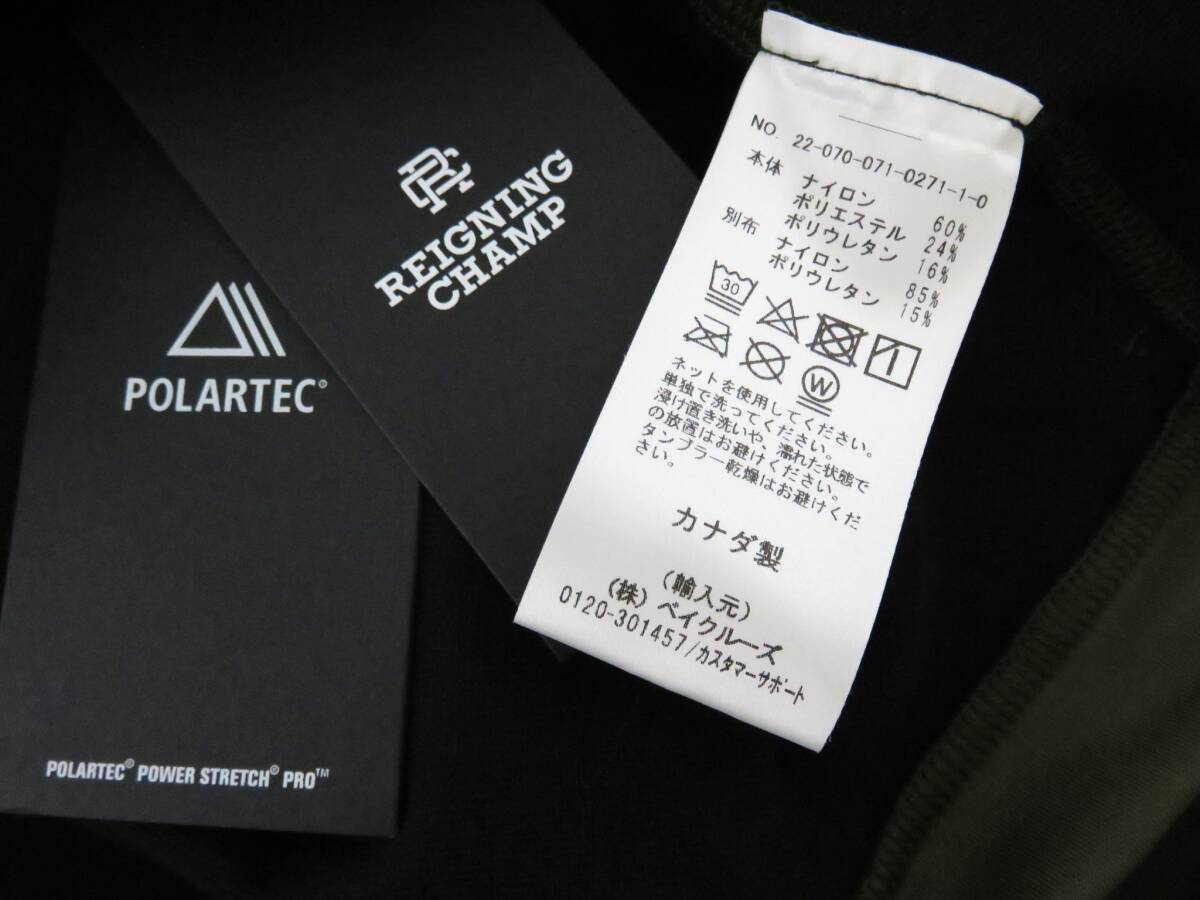 POLARTEC®
POLARTEC® POWER STRETCH® PRO™
RC
REIGNING
CHAMP
NO. 22-070-071-0271-1-0
本体 ナイロン 60%
ポリエステル 24%
ポリウレタン 16%
別布 ナイロン 85%
ポリウレタン 15%
30
W
ネットを使用してください。
単独で洗ってください。
浸け置き洗いや、濡れた状態で
の放置はお避けください。
タンブラー乾燥はお避けくだ
さい。
カナダ製
(輸入元)
(株)ベイクルーズ
0120-301457/カスタマーサポート